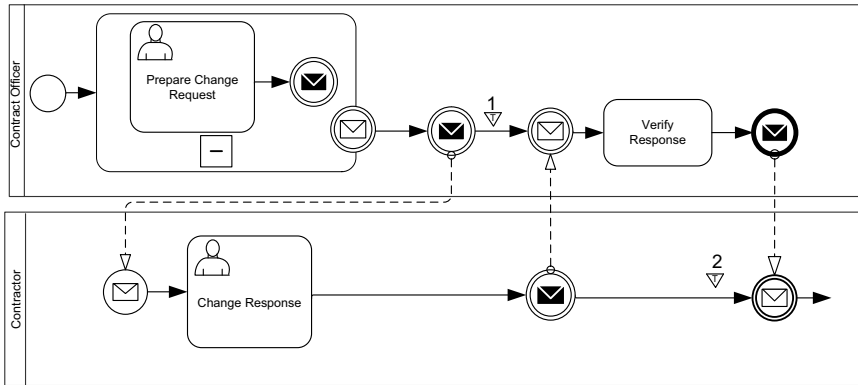 Contract Officer
Prepare Change
Request
1
T
Verify
Response
Contractor
Change Response
2
T